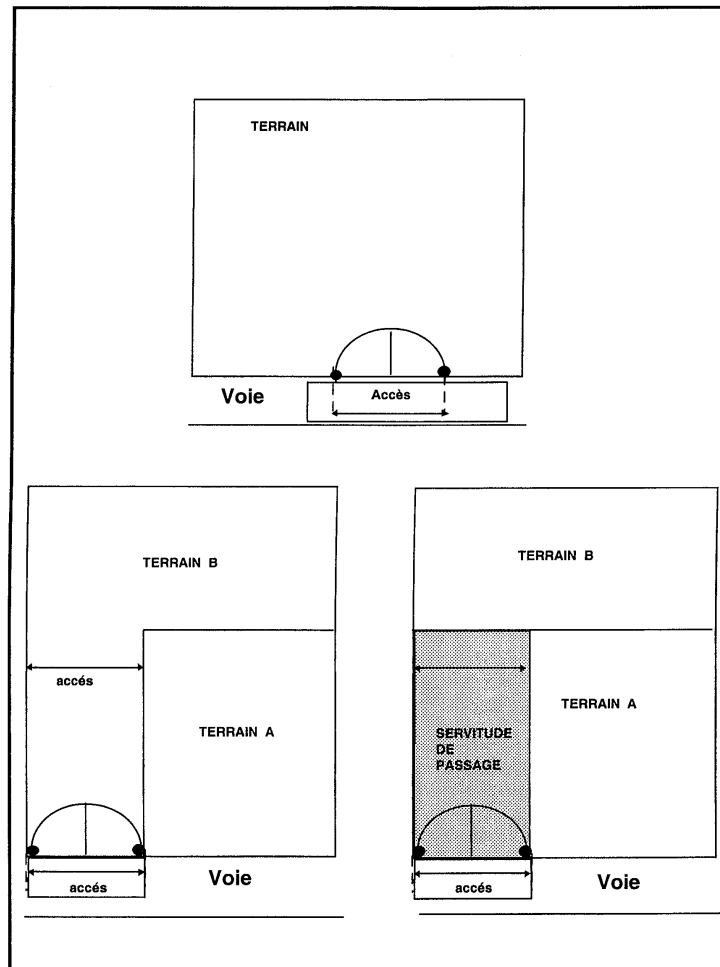 TERRAIN
Voie
Accès
TERRAIN B
accés
TERRAIN A
accés
Voie
TERRAIN B
TERRAIN A
SERVITUDE
DE
PASSAGE
accés
Voie